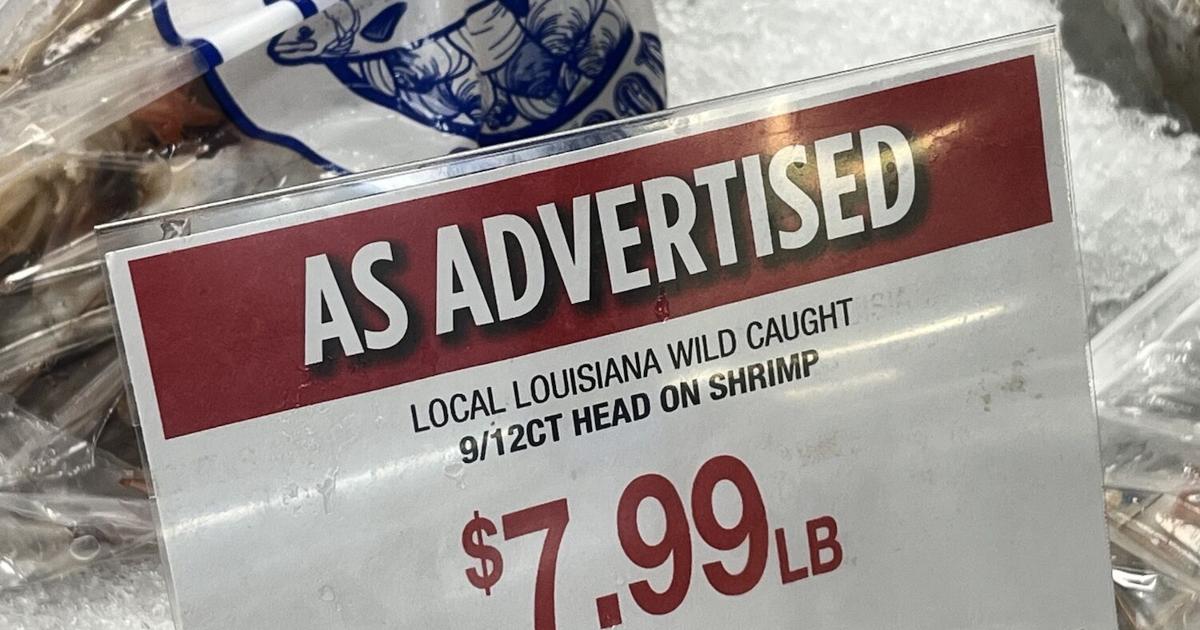 AS ADVERTISED
LOCAL LOUISIANA WILD CAUGHT
9/12CT HEAD ON SHRIMP
$7.99LB